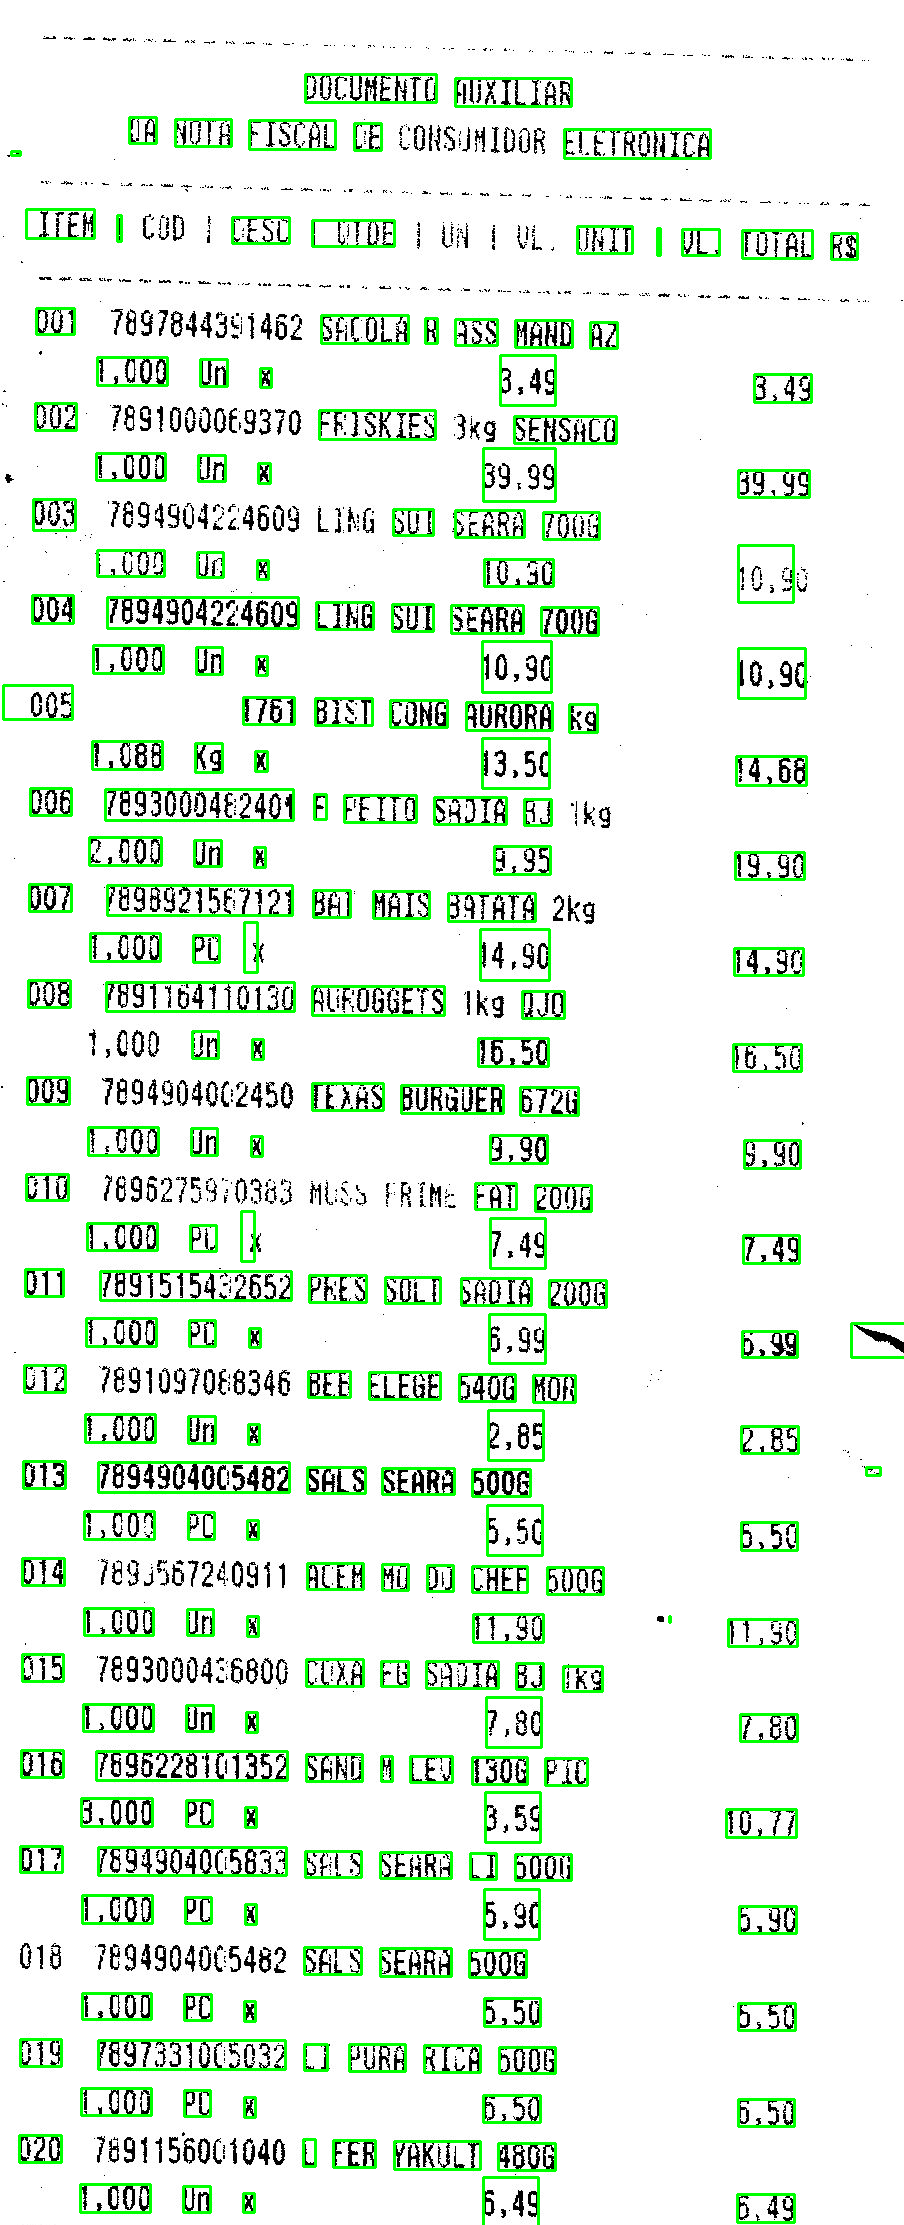 DOCUMENTO AUXILIAR
DA NOTA FISCAL DE CONSUMIDOR ELETRONICA
ITEM | COD | DESC | QTDE | UN | VL. UNIT | VL. TOTAL R$
001 7897844391462 SACOLA R ASS MAND AZ
1,000 Un x 3,49 3,49
002 7891000069370 FRISKIES 3kg SENSACO
1,000 Un x 39,99 39,99
003 7894904224609 LING SUI SEARA 700G
1,000 Un x 10,90 10,90
004 7894904224609 LING SUI SEARA 700G
1,000 Un x 10,90 10,90
005 1761 BIST CONG AURORA kg
1,088 Kg x 13,50 14,68
006 7893000482401 F PEITO SADIA BJ 1kg
2,000 Un x 9,95 19,90
007 7898921567121 BAT MAIS BATATA 2kg
1,000 PC x 14,90 14,90
008 7891164110130 AUROGGETS 1kg QJO
1,000 Un x 16,50 16,50
009 7894904002450 TEXAS BURGUER 672G
1,000 Un x 9,90 9,90
010 7896275970383 MUSS PRIME FAT 200G
1,000 PC x 7,49 7,49
011 7891515432652 PRES SOLT SADIA 200G
1,000 PC x 6,99 6,99
012 7891097068346 BEB ELEGE 540G MOR
1,000 Un x 2,85 2,85
013 7894904005482 SALS SEARA 500G
1,000 PC x 5,50 5,50
014 7893567240911 ACEM MO DO CHEF 500G
1,000 Un x 11,90 11,90
015 7893000436800 COXA FG SADIA BJ 1kg
1,000 Un x 7,80 7,80
016 7896228101352 SAND M LEV 130G PIC
3,000 PC x 3,59 10,77
017 7894904005833 SALS SEARA LI 500G
1,000 PC x 5,90 5,90
018 7894904005482 SALS SEARA 500G
1,000 PC x 5,50 5,50
019 7897331005032 LI PURA RICA 600G
1,000 PC x 6,50 6,50
020 7891156001040 L FER YAKULT 480G
1,000 Un x 6,49 6,49